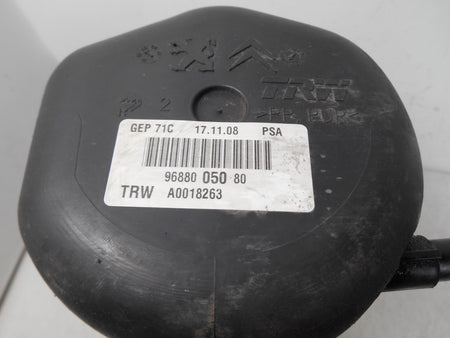 TRW
2
GEP 71C 17.11.08 PSA
96880 050 80
TRW A0018263